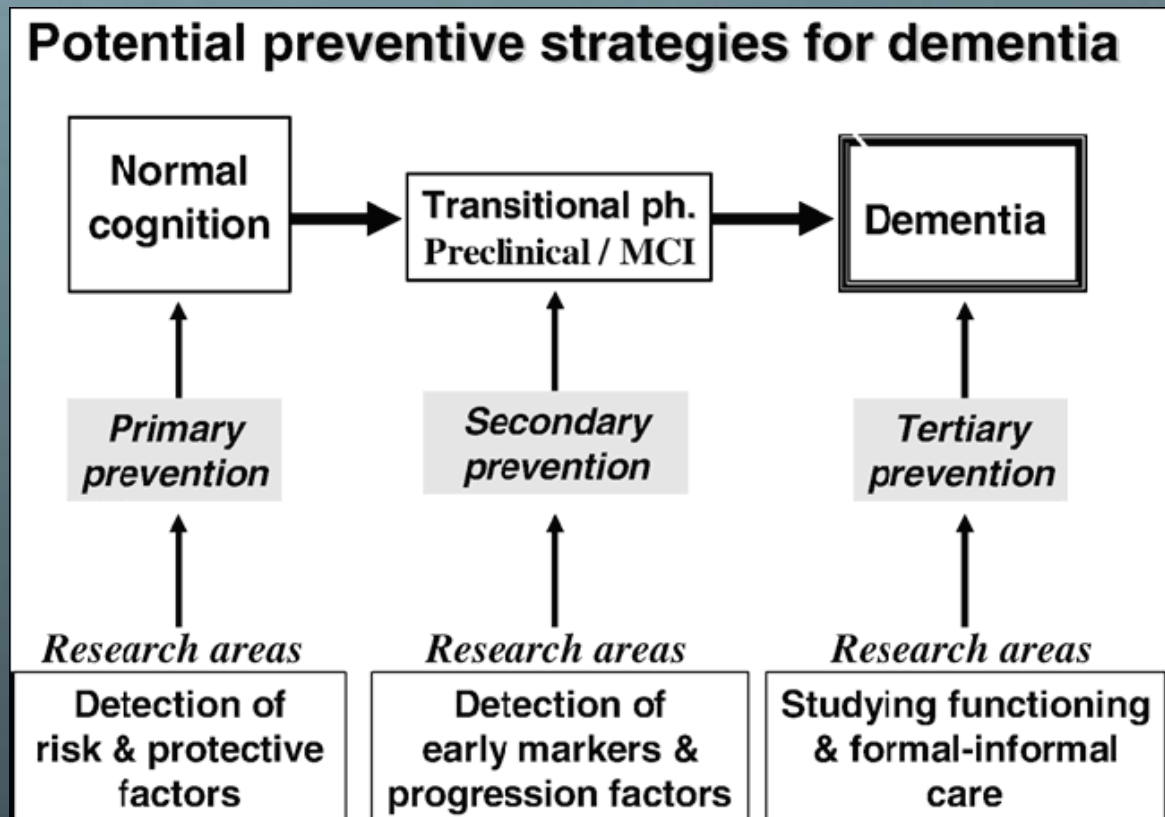 Potential preventive strategies for dementia
Normal
cognition
Transitional ph.
Preclinical / MCI
Dementia
Primary
prevention
Secondary
prevention
Tertiary
prevention
Research areas
Detection of
risk & protective
factors
Research areas
Detection of
early markers &
progression factors
Research areas
Studying functioning
& formal-informal
care